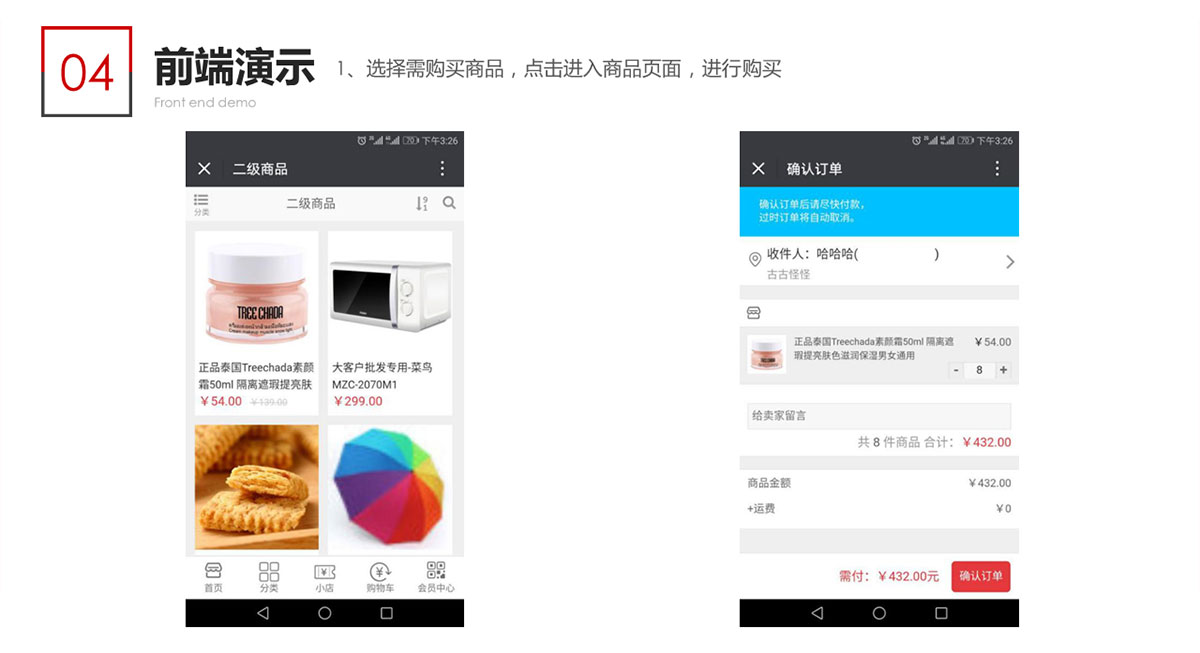 04
前端演示
1、选择需购买商品，点击进入商品页面，进行购买
Front end demo
下午3:26
二级商品
分类
二级商品
TREE CHADA
正品泰国Treechada素颜
霜50ml 隔离遮瑕提亮肤
￥54.00 ￥139.00
大客户批发专用-菜鸟
MZC-2070M1
￥299.00
首页
分类
小店
购物车
会员中心
下午3:26
确认订单
确认订单后请尽快付款，
过时订单将自动取消。
收件人：哈哈哈( )
古古怪怪
正品泰国Treechada素颜霜50ml 隔离遮
瑕提亮肤色滋润保湿男女通用
￥54.00
- 8 +
给卖家留言
共 8 件商品 合计：￥432.00
商品金额 ￥432.00
+运费 ￥0
需付：￥432.00元
确认订单